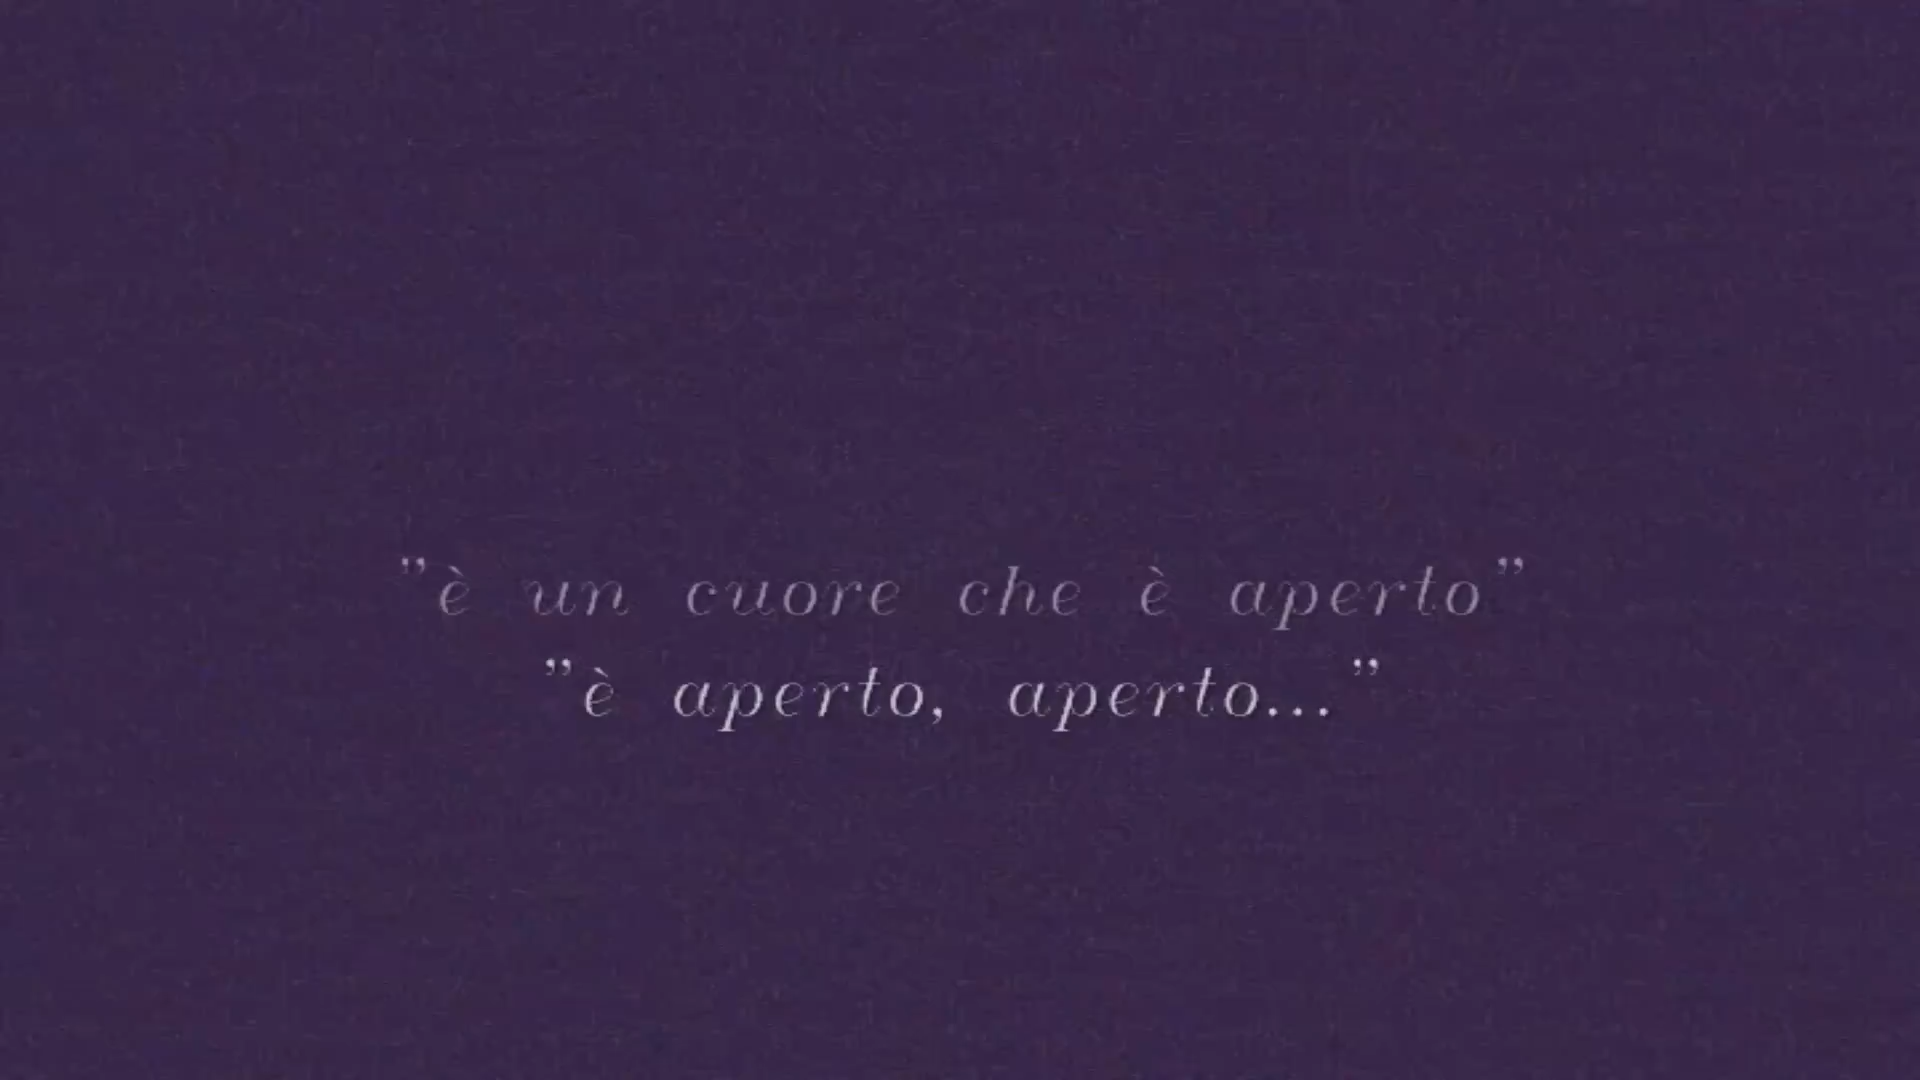 ”è un cuore che è aperto”
”è aperto, aperto...”